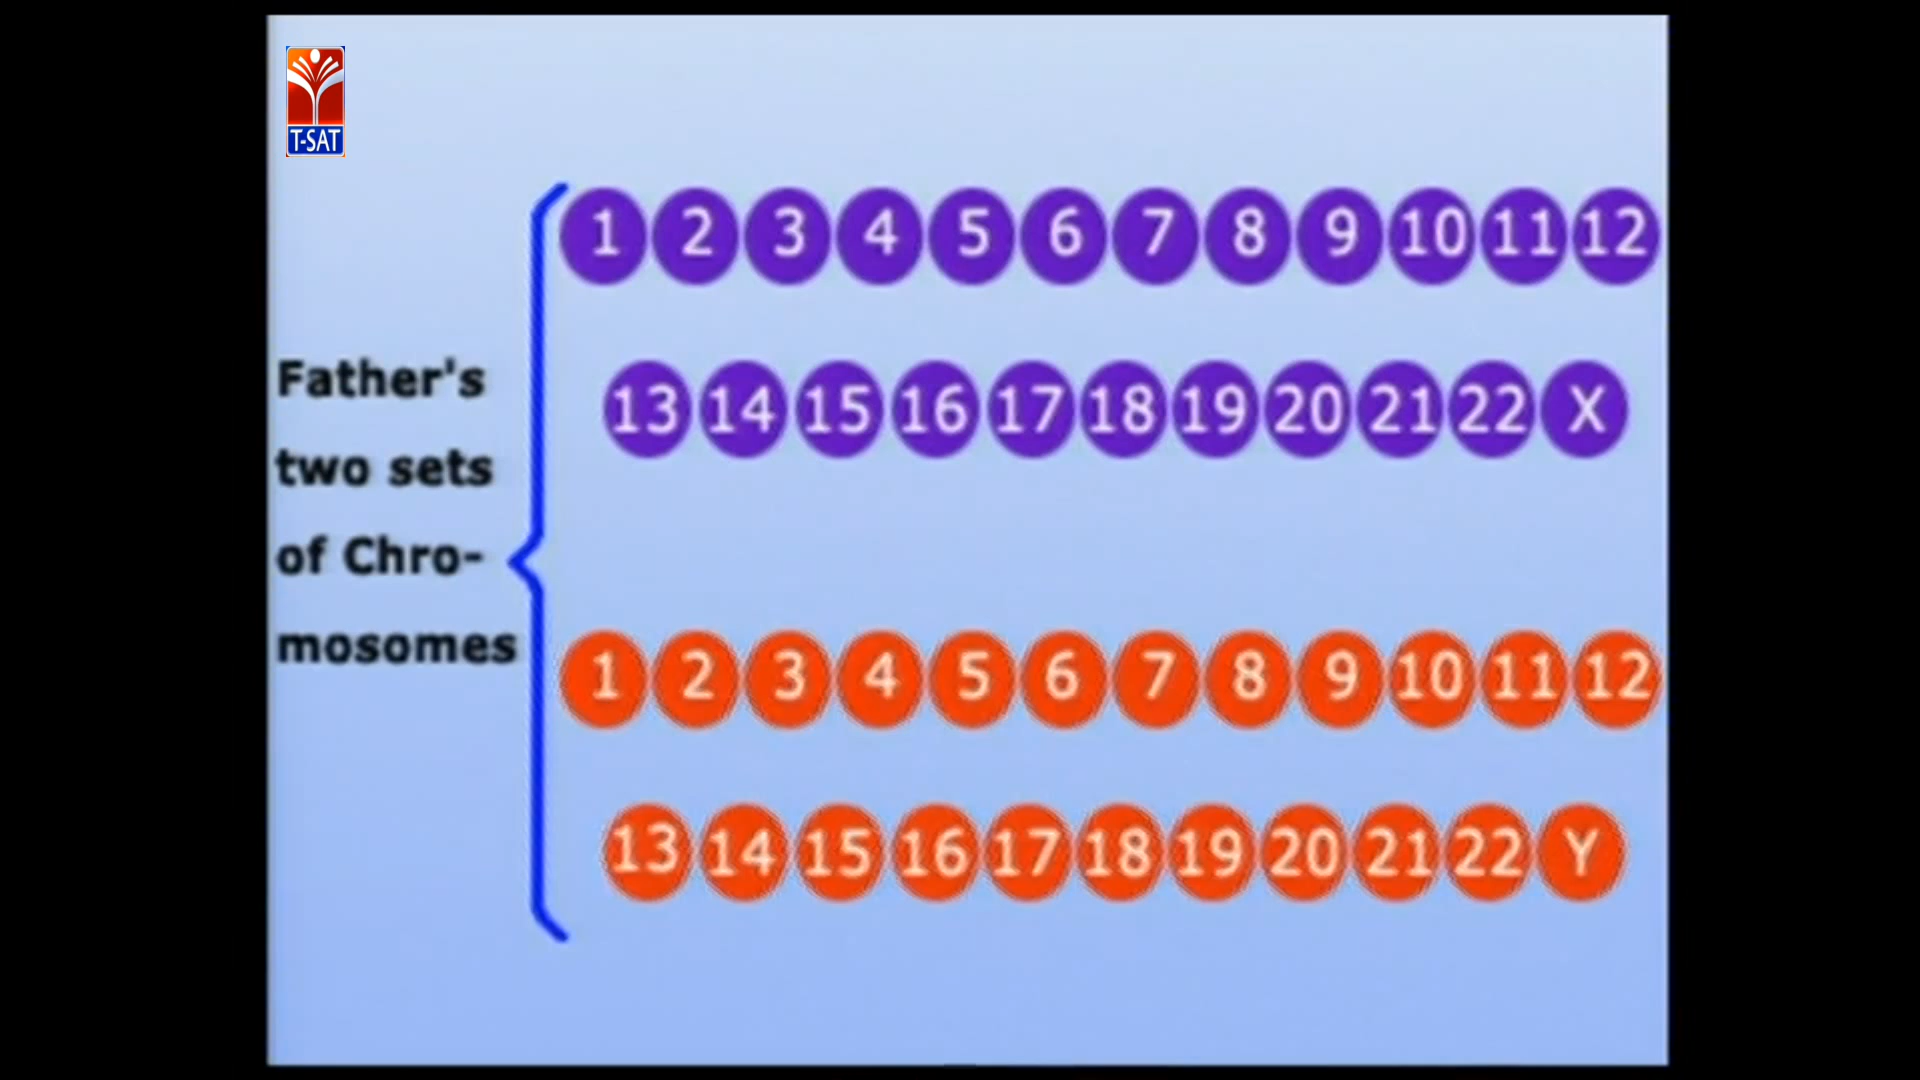 T-SAT
1 2 3 4 5 6 7 8 9 10 11 12
13 14 15 16 17 18 19 20 21 22 X
Father's
two sets
of Chro-
mosomes
1 2 3 4 5 6 7 8 9 10 11 12
13 14 15 16 17 18 19 20 21 22 Y